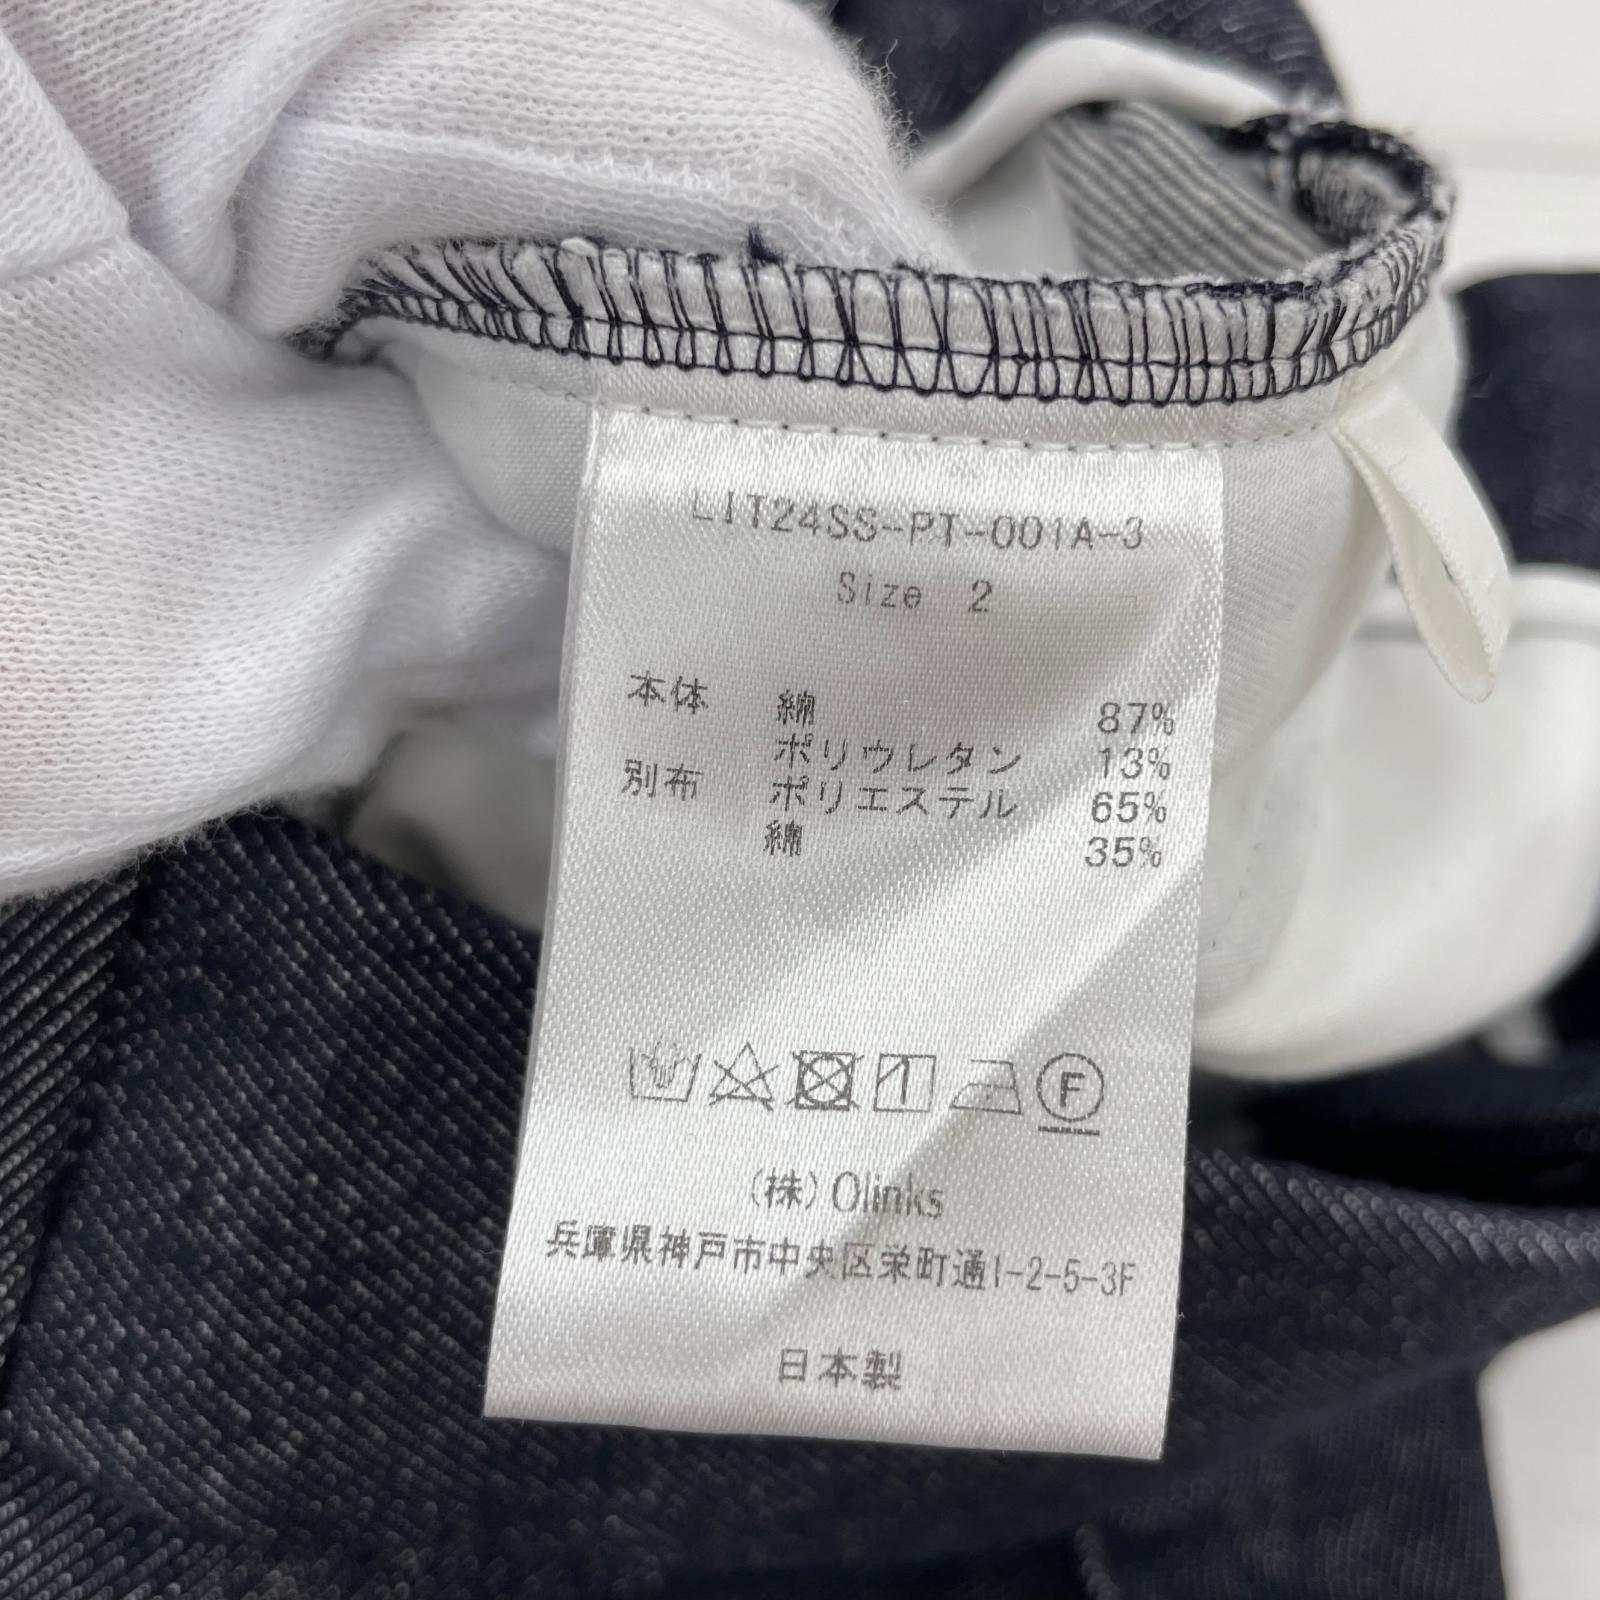 LIT24SS-PT-001A-3
Size 2
本体 綿 87%
ポリウレタン 13%
別布 ポリエステル 65%
綿 35%
F
(株)Olinks
兵庫県神戸市中央区栄町通1-2-5-3F
日本製